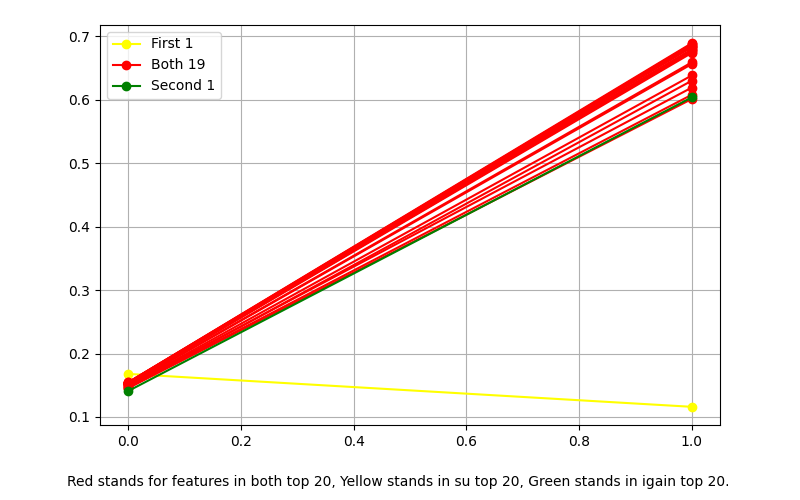 0.7
0.6
0.5
0.4
0.3
0.2
0.1
First 1
Both 19
Second 1
0.0 0.2 0.4 0.6 0.8 1.0
Red stands for features in both top 20, Yellow stands in su top 20, Green stands in igain top 20.